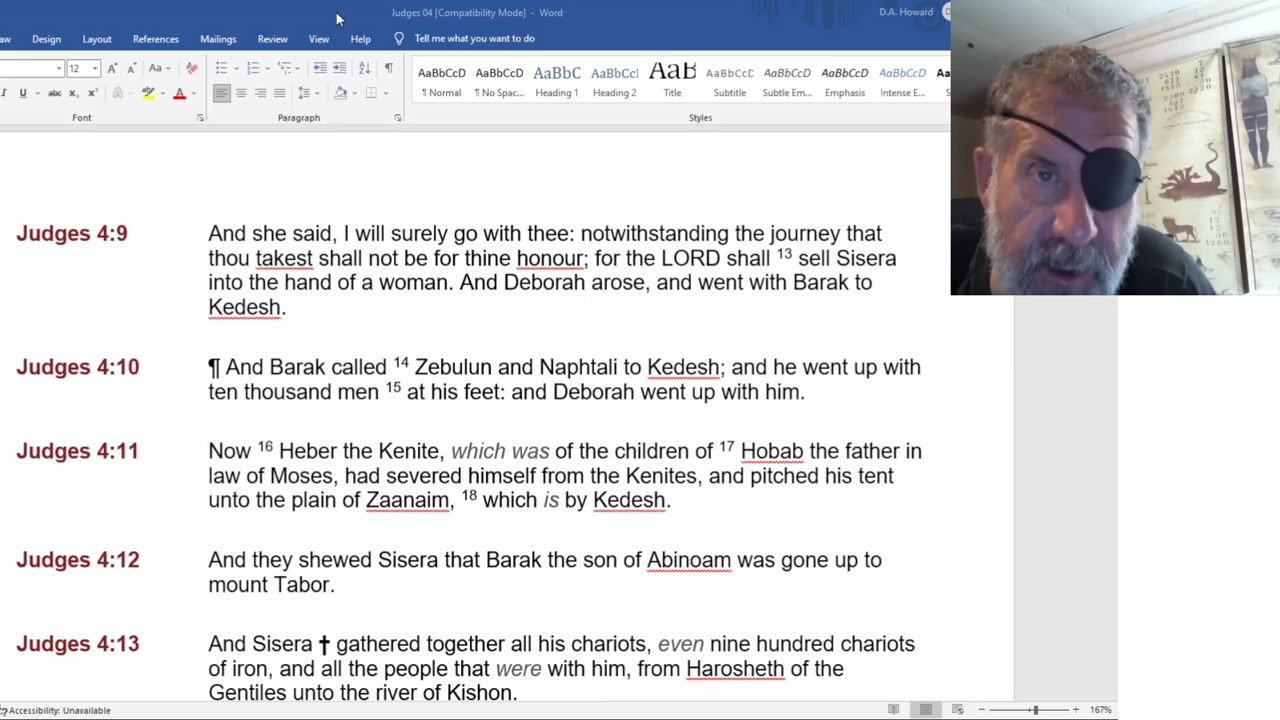 Judges 04 [Compatibility Mode] - Word
D.A. Howard
aw Design Layout References Mailings Review View Help Tell me what you want to do
12 Aa
AaBbCcD AaBbCcD AaBbC AaBbCcI AaB AaBbCcD AaBbCcD AaBbCcD AaBbCcD
¶ Normal ¶ No Spac... Heading 1 Heading 2 Title Subtitle Subtle Em... Emphasis Intense E...
I U abc x₂ x² A
Font Paragraph Styles
Judges 4:9 And she said, I will surely go with thee: notwithstanding the journey that
thou takest shall not be for thine honour; for the LORD shall 13 sell Sisera
into the hand of a woman. And Deborah arose, and went with Barak to
Kedesh.
Judges 4:10 ¶ And Barak called 14 Zebulun and Naphtali to Kedesh; and he went up with
ten thousand men 15 at his feet: and Deborah went up with him.
Judges 4:11 Now 16 Heber the Kenite, which was of the children of 17 Hobab the father in
law of Moses, had severed himself from the Kenites, and pitched his tent
unto the plain of Zaanaim, 18 which is by Kedesh.
Judges 4:12 And they shewed Sisera that Barak the son of Abinoam was gone up to
mount Tabor.
Judges 4:13 And Sisera ✝ gathered together all his chariots, even nine hundred chariots
of iron, and all the people that were with him, from Harosheth of the
Gentiles unto the river of Kishon.
Accessibility: Unavailable
167%